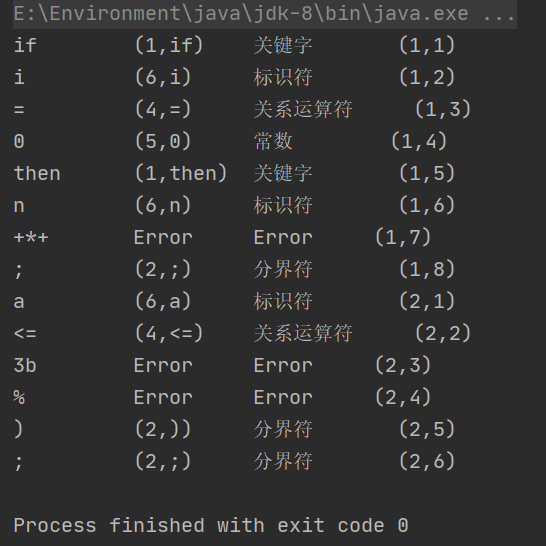 E:\Environment\java\jdk-8\bin\java.exe ...
if (1,if) 关键字 (1,1)
i (6,i) 标识符 (1,2)
= (4,=) 关系运算符 (1,3)
0 (5,0) 常数 (1,4)
then (1,then) 关键字 (1,5)
n (6,n) 标识符 (1,6)
+*+ Error Error (1,7)
; (2,;) 分界符 (1,8)
a (6,a) 标识符 (2,1)
<= (4,<=) 关系运算符 (2,2)
3b Error Error (2,3)
% Error Error (2,4)
) (2,)) 分界符 (2,5)
; (2,;) 分界符 (2,6)
Process finished with exit code 0